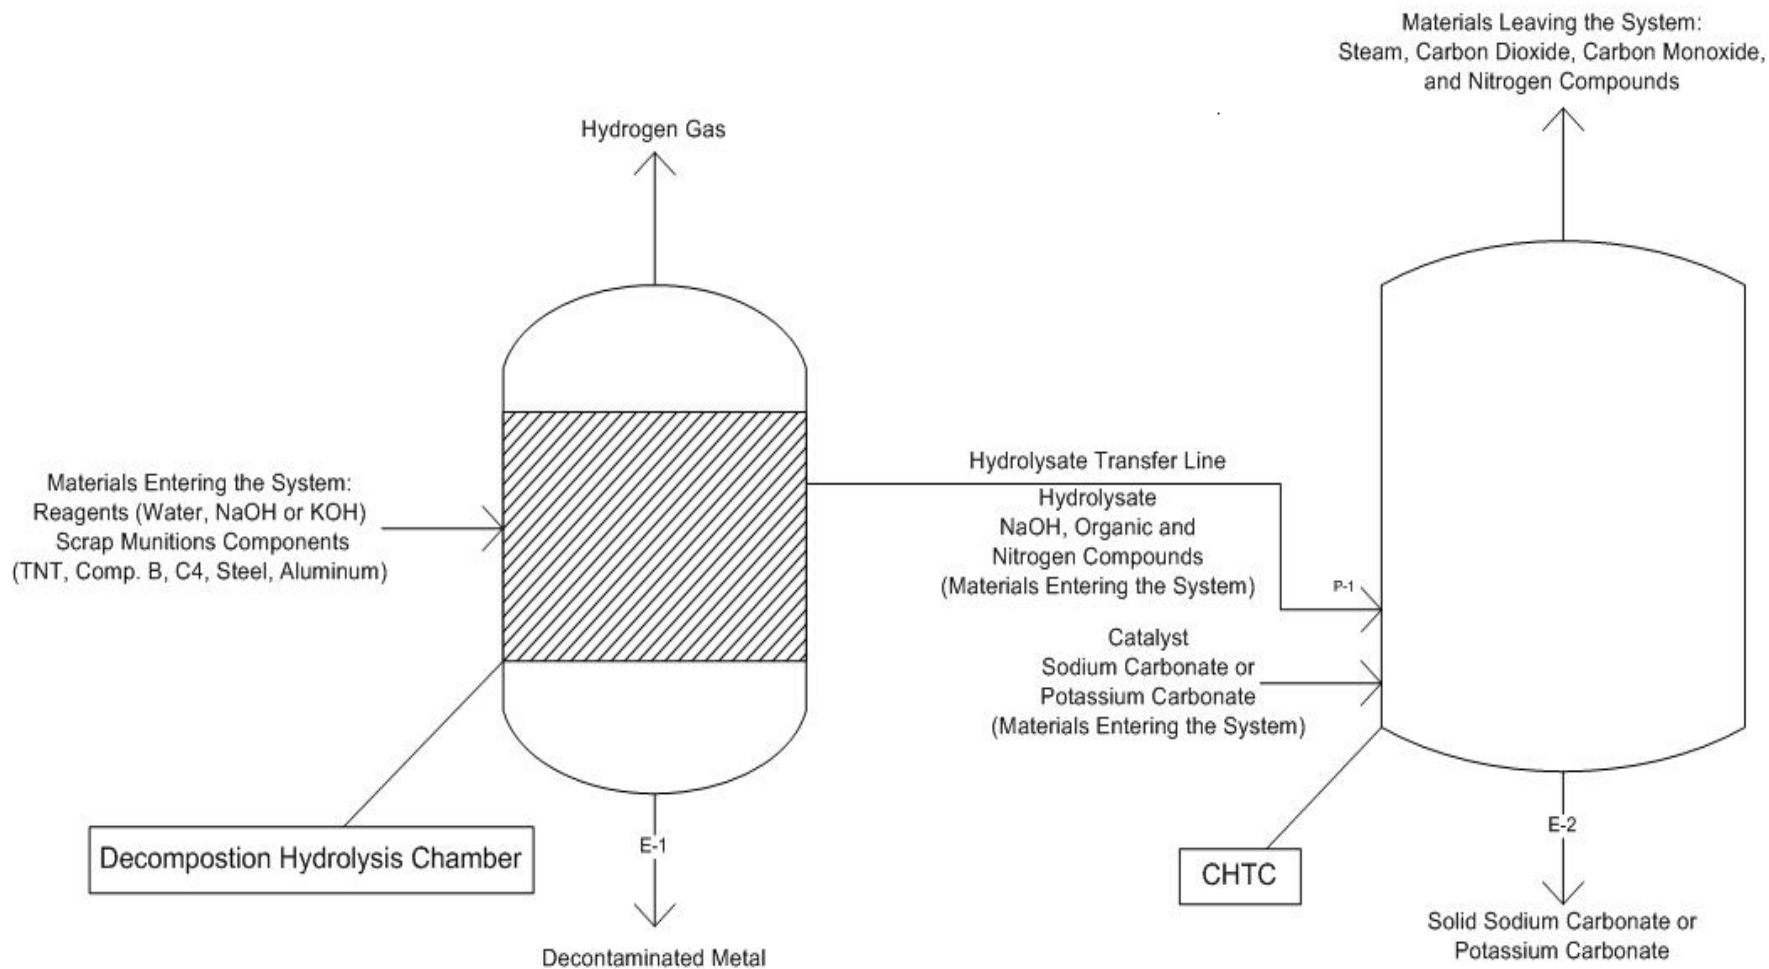 Materials Leaving the System:
Steam, Carbon Dioxide, Carbon Monoxide,
and Nitrogen Compounds
Hydrogen Gas
Materials Entering the System:
Reagents (Water, NaOH or KOH)
Scrap Munitions Components
(TNT, Comp. B, C4, Steel, Aluminum)
Hydrolysate Transfer Line
Hydrolysate
NaOH, Organic and
Nitrogen Compounds
(Materials Entering the System)
P-1
Catalyst
Sodium Carbonate or
Potassium Carbonate
(Materials Entering the System)
Decompostion Hydrolysis Chamber
E-1
Decontaminated Metal
CHTC
E-2
Solid Sodium Carbonate or
Potassium Carbonate